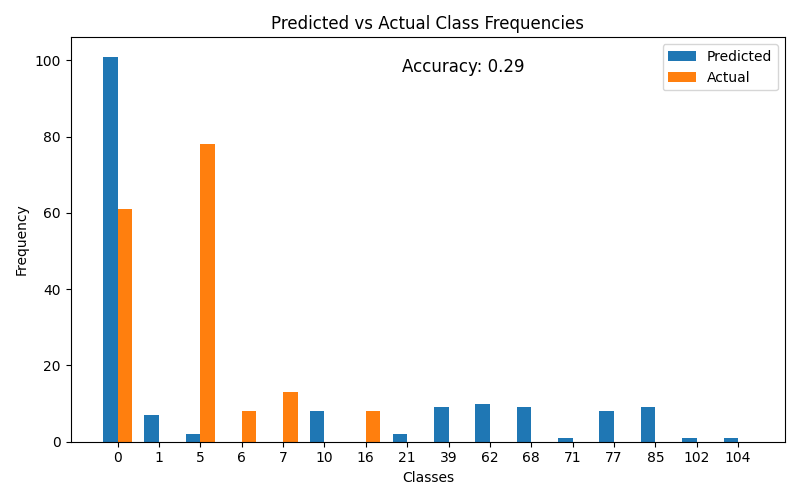 Predicted vs Actual Class Frequencies
Accuracy: 0.29
Predicted
Actual
Frequency
100
80
60
40
20
0
0 1 5 6 7 10 16 21 39 62 68 71 77 85 102 104
Classes